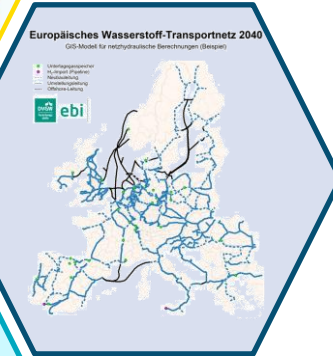 Europäisches Wasserstoff-Transportnetz 2040
GIS-Modell für netzhydraulische Berechnungen (Beispiel)
Untertagegasspeicher
H₂-Import (Pipeline)
Neubauleitung
Umstellungsleitung
Offshore-Leitung
DVGW
ebi